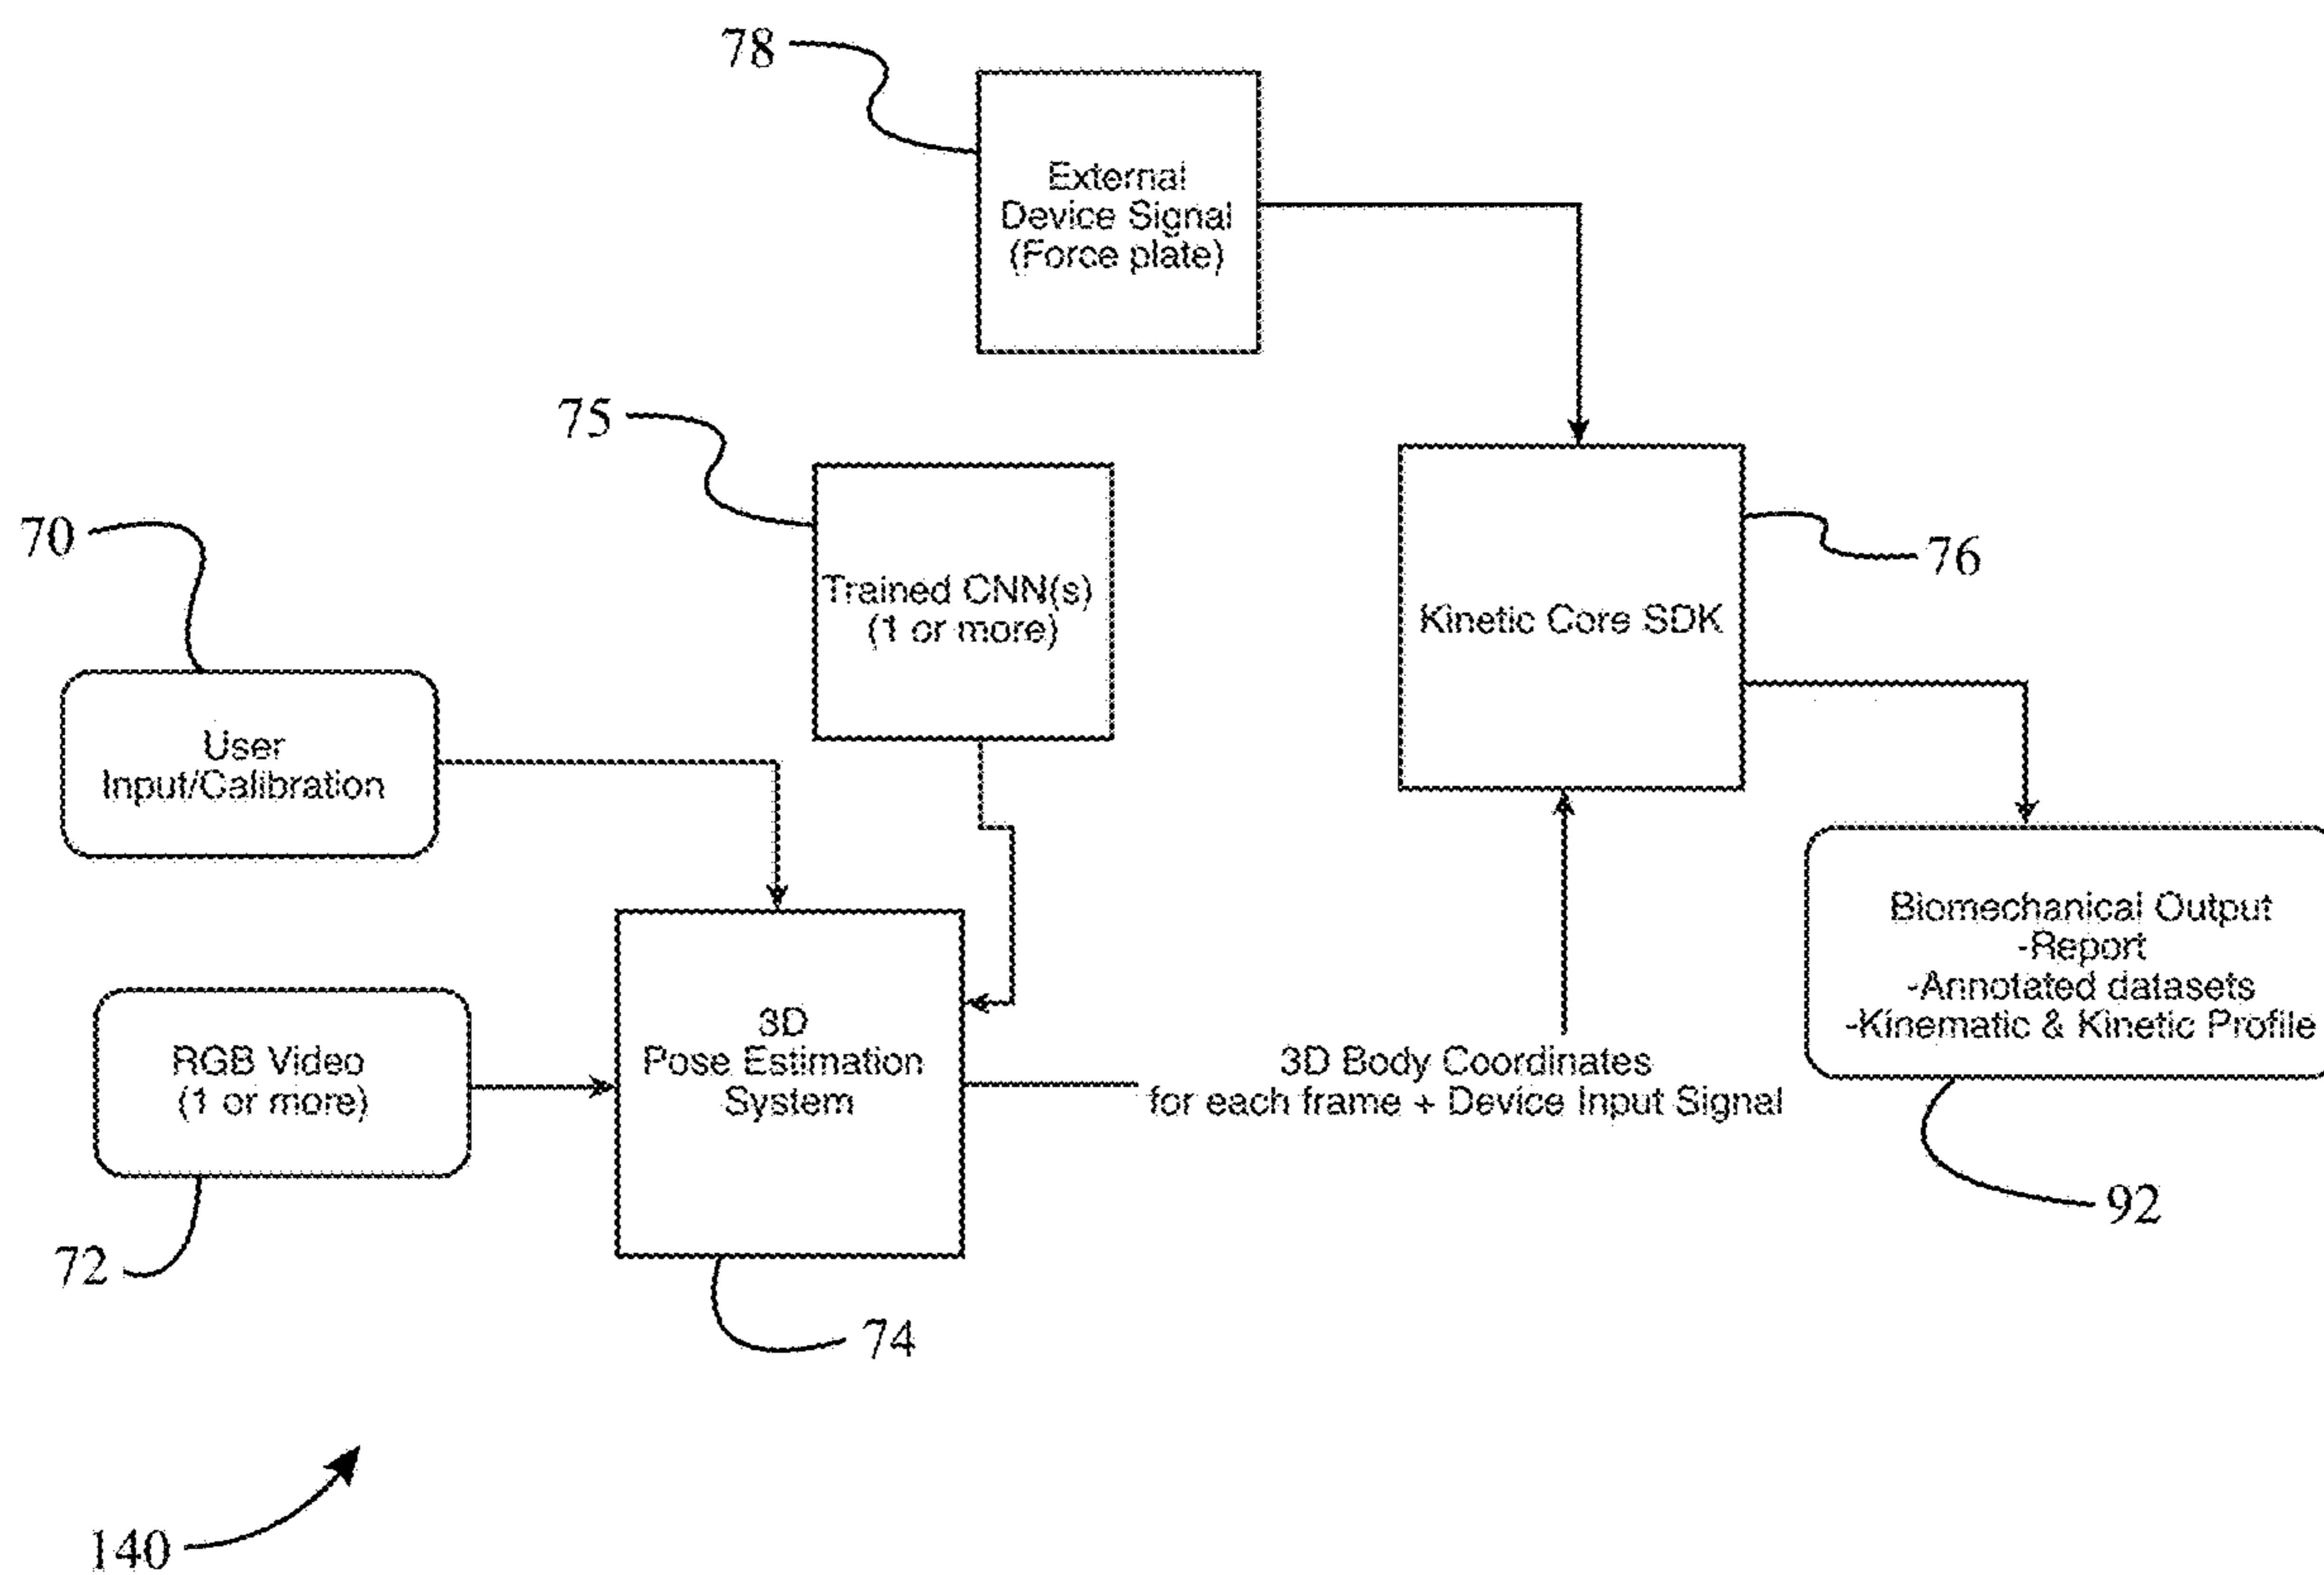 78
External
Device Signal
(Force plate)
75
Trained CNN(s)
(1 or more)
70
User
Input/Calibration
Kinetic Core SDK
76
RGB Video
(1 or more)
72
3D
Pose Estimation
System
74
3D Body Coordinates
for each frame + Device Input Signal
Biomechanical Output
-Report
-Annotated datasets
-Kinematic & Kinetic Profile
92
140